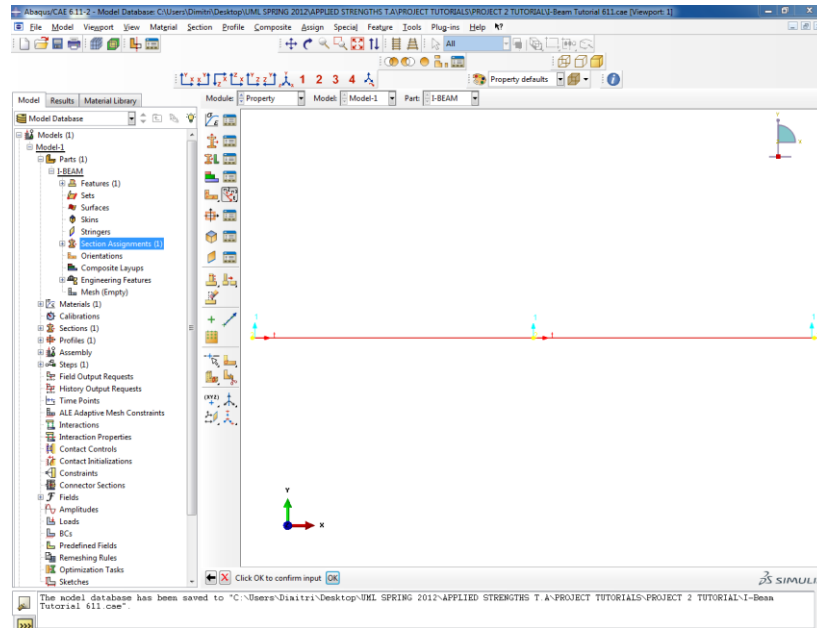 Abaqus/CAE 6.11-2 - Model Database: C:\Users\Dimitri\Desktop\UML SPRING 2012\APPLIED STRENGTHS T.A\PROJECT TUTORIALS\PROJECT 2 TUTORIAL\I-Beam Tutorial 611.cae [Viewport: 1]
File Model Viewport View Material Section Profile Composite Assign Special Feature Tools Plug-ins Help
All
1 2 3 4
Property defaults
Model Results Material Library
Module: Property Model: Model-1 Part: I-BEAM
Model Database
Models (1)
Model-1
Parts (1)
I-BEAM
Features (1)
Sets
Surfaces
Skins
Stringers
Section Assignments (1)
Orientations
Composite Layups
Engineering Features
Mesh (Empty)
Materials (1)
Calibrations
Sections (1)
Profiles (1)
Assembly
Steps (1)
Field Output Requests
History Output Requests
Time Points
ALE Adaptive Mesh Constraints
Interactions
Interaction Properties
Contact Controls
Contact Initializations
Constraints
Connector Sections
Fields
Amplitudes
Loads
BCs
Predefined Fields
Remeshing Rules
Optimization Tasks
Sketches
(XYZ)
Y
X
1 1 1
1 1
Y
X
Click OK to confirm input OK
SIMULI
The model database has been saved to "C:\Users\Dimitri\Desktop\UML SPRING 2012\APPLIED STRENGTHS T.A\PROJECT TUTORIALS\PROJECT 2 TUTORIAL\I-Beam
Tutorial 611.cae".
>>>